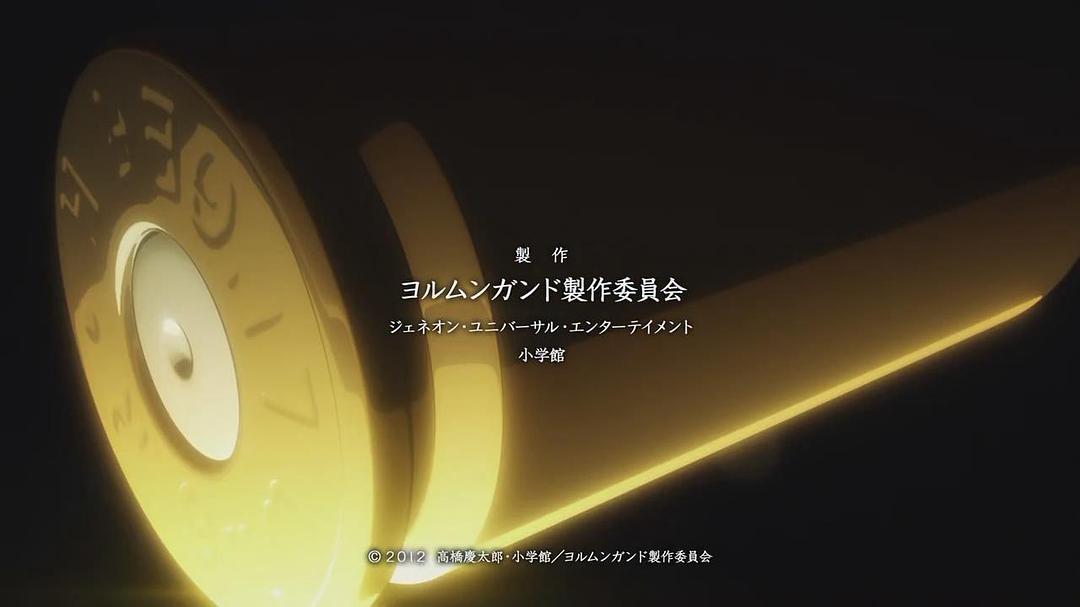 製 作
ヨルムンガンド製作委員会
ジェネオン・ユニバーサル・エンターテイメント
小学館
© 2012 高橋慶太郎・小学館／ヨルムンガンド製作委員会